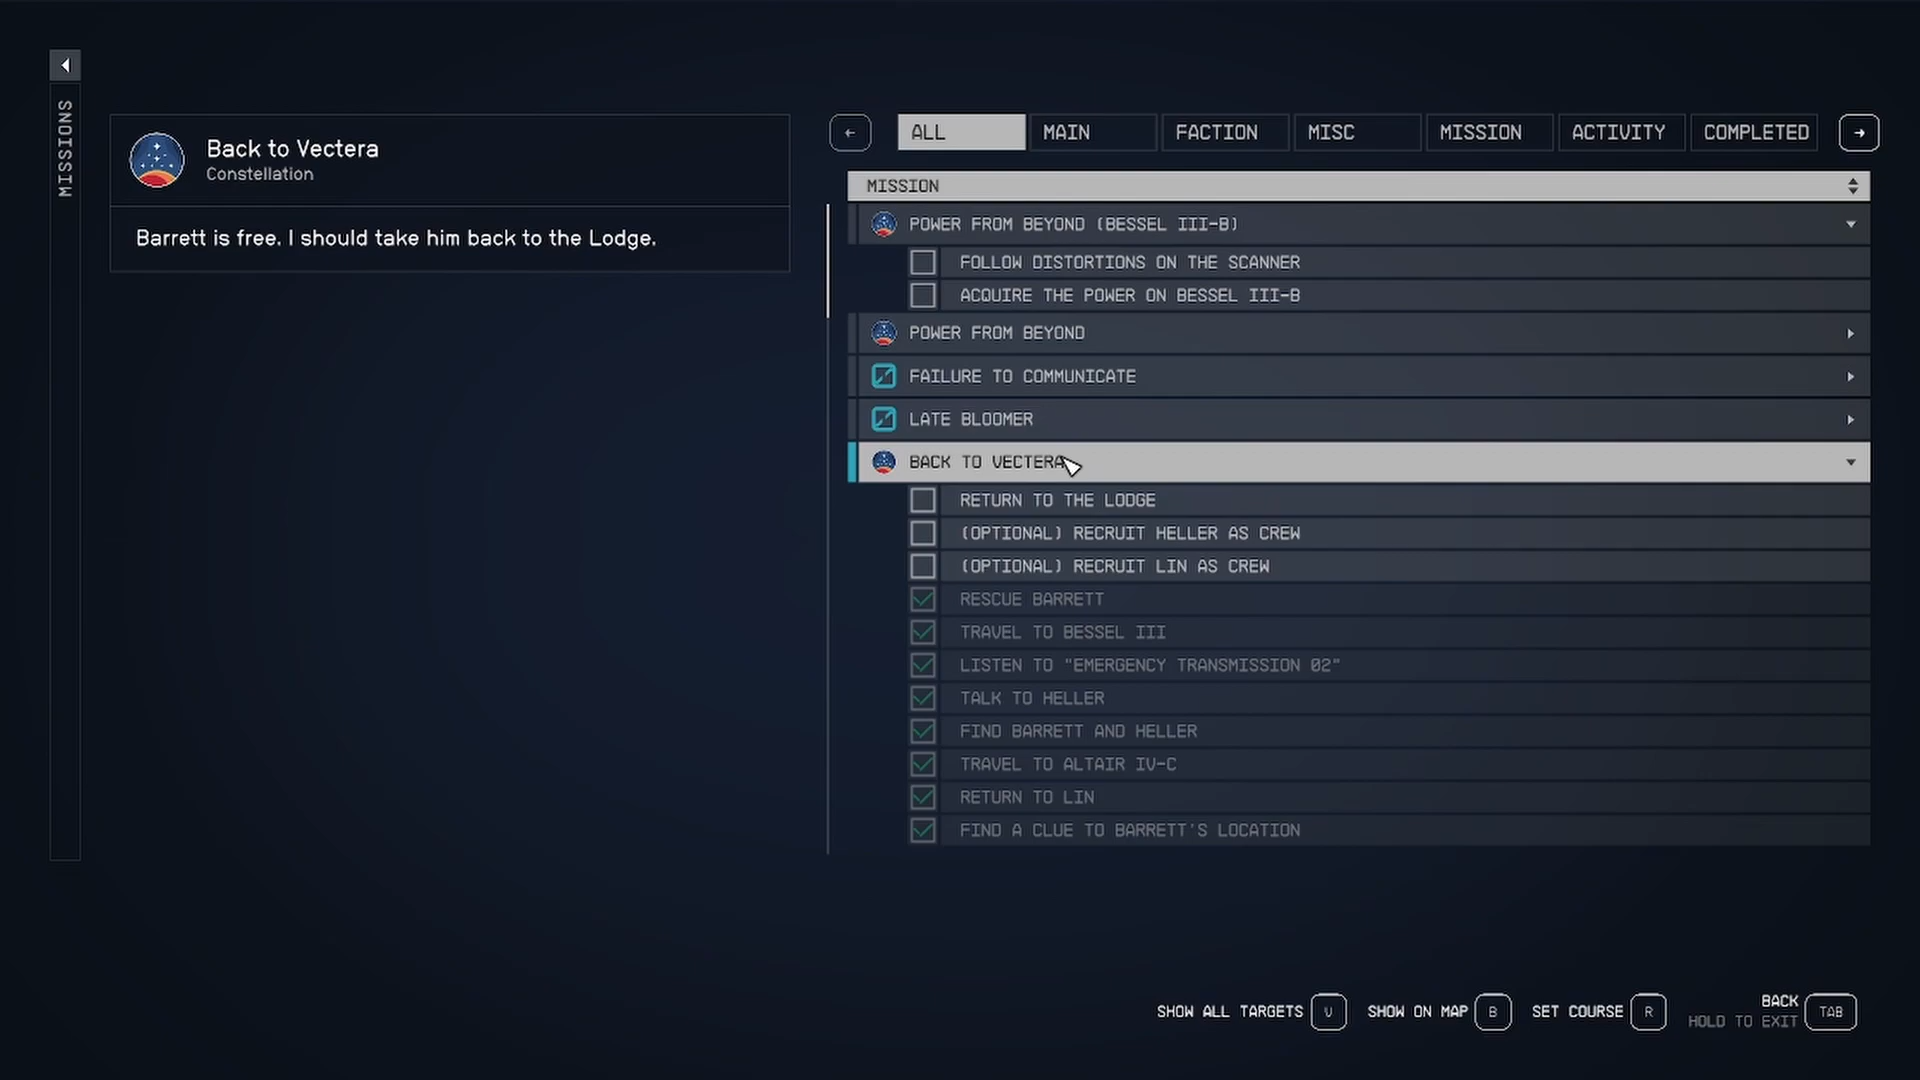 MISSIONS
Back to Vectera
Constellation
Barrett is free. I should take him back to the Lodge.
ALL MAIN FACTION MISC MISSION ACTIVITY COMPLETED
MISSION
POWER FROM BEYOND (BESSEL III-B)
FOLLOW DISTORTIONS ON THE SCANNER
ACQUIRE THE POWER ON BESSEL III-B
POWER FROM BEYOND
FAILURE TO COMMUNICATE
LATE BLOOMER
BACK TO VECTERA
RETURN TO THE LODGE
(OPTIONAL) RECRUIT HELLER AS CREW
(OPTIONAL) RECRUIT LIN AS CREW
RESCUE BARRETT
TRAVEL TO BESSEL III
LISTEN TO "EMERGENCY TRANSMISSION 02"
TALK TO HELLER
FIND BARRETT AND HELLER
TRAVEL TO ALTAIR IV-C
RETURN TO LIN
FIND A CLUE TO BARRETT'S LOCATION
SHOW ALL TARGETS V SHOW ON MAP B SET COURSE R BACK TAB
HOLD TO EXIT